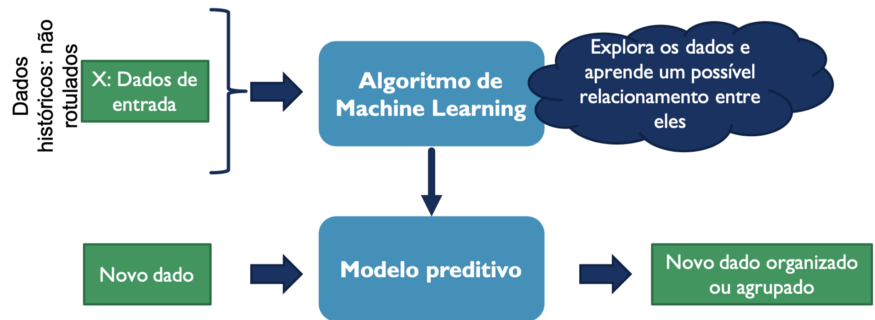 Dados
históricos: não
rotulados
X: Dados de
entrada
Algoritmo de
Machine Learning
Explora os dados e
aprende um possível
relacionamento entre
eles
Novo dado
Modelo preditivo
Novo dado organizado
ou agrupado